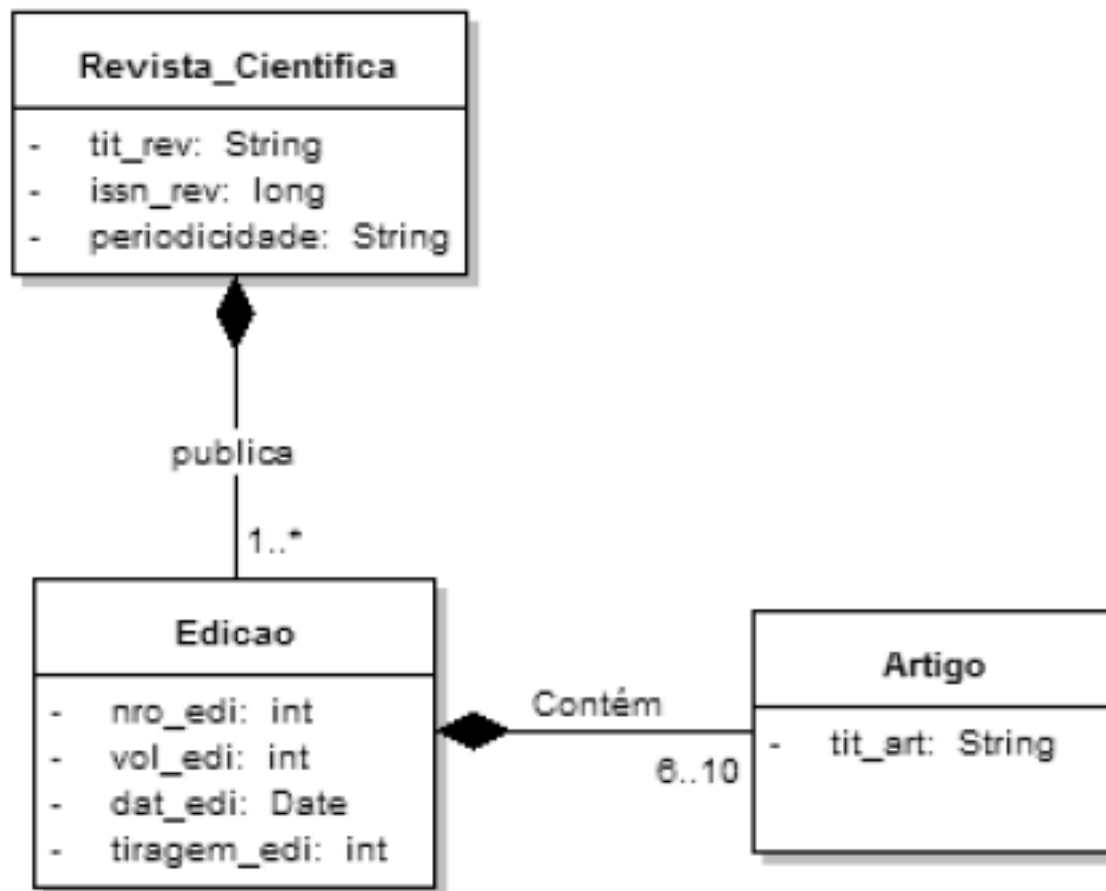 Revista_Cientifica
- tit_rev: String
- issn_rev: long
- periodicidade: String
publica
1..*
Edicao
- nro_edi: int
- vol_edi: int
- dat_edi: Date
- tiragem_edi: int
Contém
6..10
Artigo
- tit_art: String